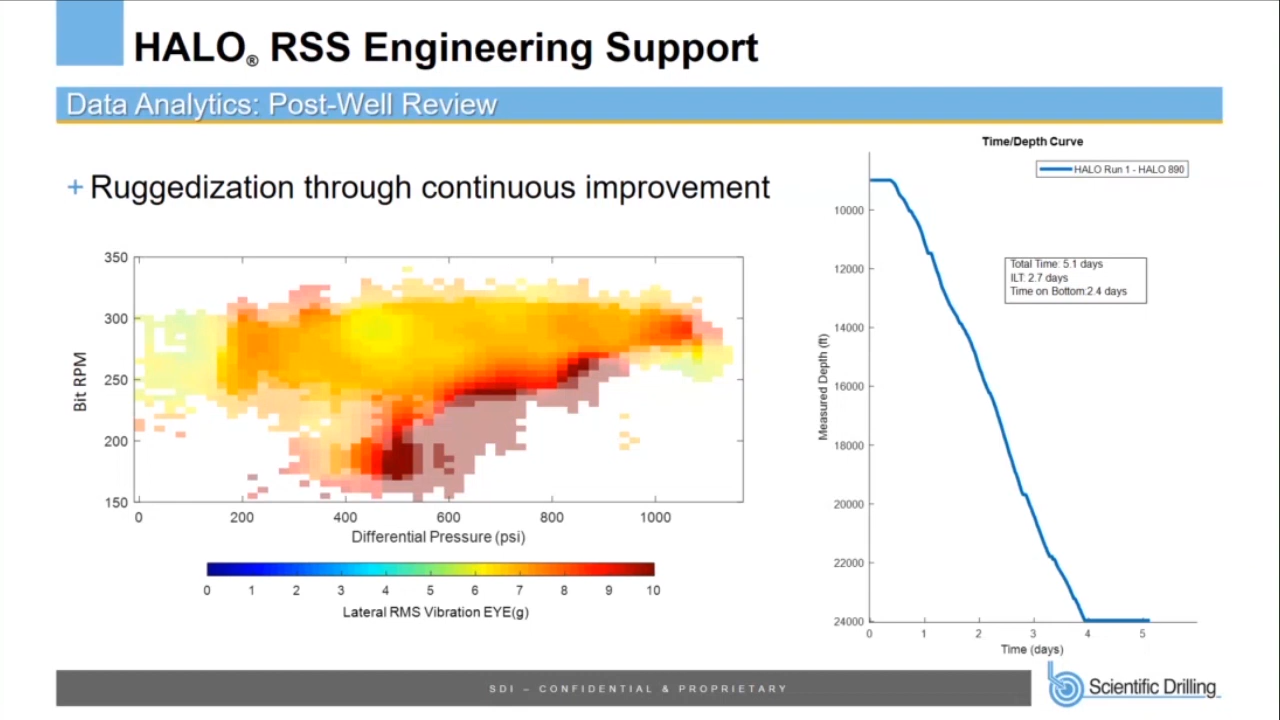 HALO® RSS Engineering Support
Data Analytics: Post-Well Review
+ Ruggedization through continuous improvement
350
300
250
200
150
Bit RPM
0 200 400 600 800 1000
Differential Pressure (psi)
0 1 2 3 4 5 6 7 8 9 10
Lateral RMS Vibration EYE(g)
Time/Depth Curve
HALO Run 1 - HALO 890
Total Time: 5.1 days
ILT: 2.7 days
Time on Bottom:2.4 days
10000
12000
14000
16000
18000
20000
22000
24000
Measured Depth (ft)
0 1 2 3 4 5
Time (days)
SDI – CONFIDENTIAL & PROPRIETARY
Scientific Drilling